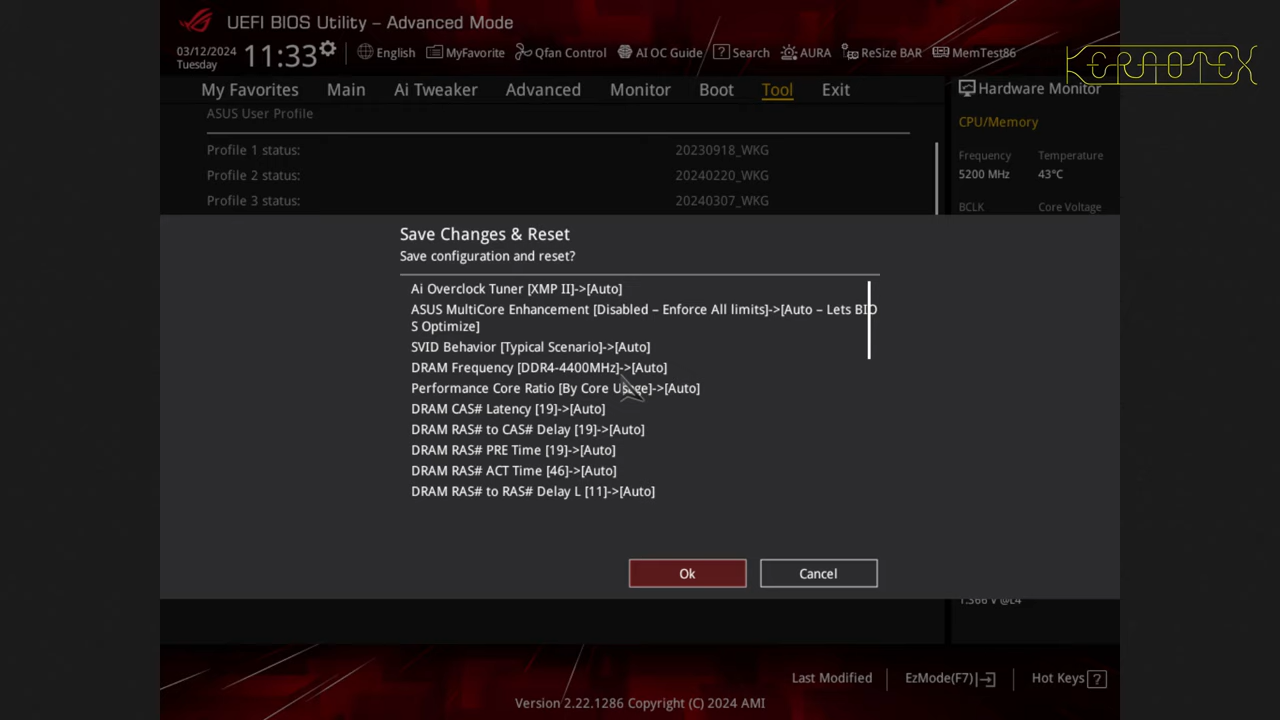 UEFI BIOS Utility – Advanced Mode
03/12/2024
Tuesday
11:33
English
MyFavorite
Qfan Control
AI OC Guide
? Search
AURA
ReSize BAR
MemTest86
My Favorites
Main
Ai Tweaker
Advanced
Monitor
Boot
Tool
Exit
Hardware Monitor
ASUS User Profile
CPU/Memory
Profile 1 status: 20230918_WKG
Profile 2 status: 20240220_WKG
Profile 3 status: 20240307_WKG
Frequency Temperature
5200 MHz 43°C
BCLK Core Voltage
Save Changes & Reset
Save configuration and reset?
Ai Overclock Tuner [XMP II]->[Auto]
ASUS MultiCore Enhancement [Disabled – Enforce All limits]->[Auto – Lets BIO
S Optimize]
SVID Behavior [Typical Scenario]->[Auto]
DRAM Frequency [DDR4-4400MHz]->[Auto]
Performance Core Ratio [By Core Usage]->[Auto]
DRAM CAS# Latency [19]->[Auto]
DRAM RAS# to CAS# Delay [19]->[Auto]
DRAM RAS# PRE Time [19]->[Auto]
DRAM RAS# ACT Time [46]->[Auto]
DRAM RAS# to RAS# Delay L [11]->[Auto]
Ok
Cancel
Last Modified
EzMode(F7)
Hot Keys ?
Version 2.22.1286 Copyright (C) 2024 AMI